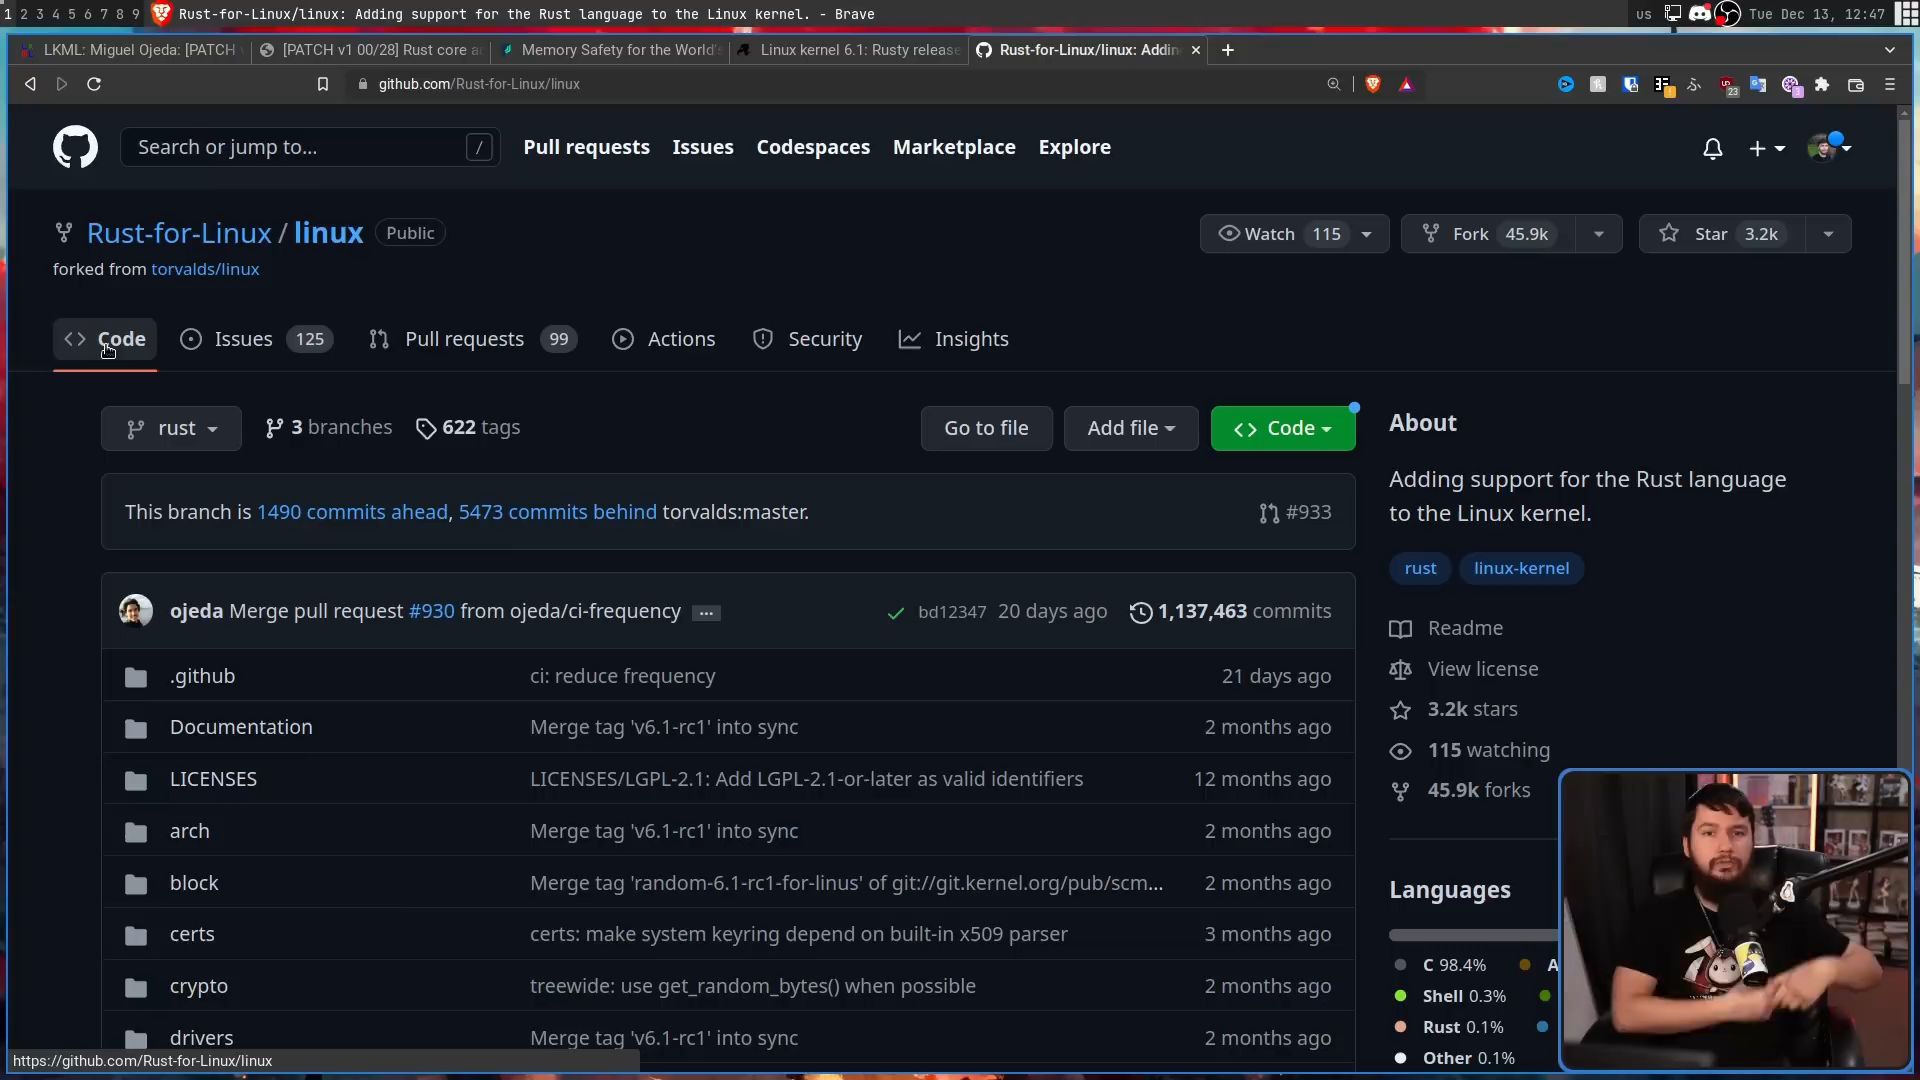 1 2 3 4 5 6 7 8 9 Rust-for-Linux/linux: Adding support for the Rust language to the Linux kernel. - Brave
us Tue Dec 13, 12:47
LKML: Miguel Ojeda: [PATCH
[PATCH v1 00/28] Rust core a
Memory Safety for the World's
Linux kernel 6.1: Rusty release
Rust-for-Linux/linux: Addin
github.com/Rust-for-Linux/linux
23
Search or jump to... /
Pull requests Issues Codespaces Marketplace Explore
Rust-for-Linux / linux Public
Watch 115 Fork 45.9k Star 3.2k
forked from torvalds/linux
Code Issues 125 Pull requests 99 Actions Security Insights
rust 3 branches 622 tags Go to file Add file Code
This branch is 1490 commits ahead, 5473 commits behind torvalds:master. #933
ojeda Merge pull request #930 from ojeda/ci-frequency ... bd12347 20 days ago 1,137,463 commits
.github ci: reduce frequency 21 days ago
Documentation Merge tag 'v6.1-rc1' into sync 2 months ago
LICENSES LICENSES/LGPL-2.1: Add LGPL-2.1-or-later as valid identifiers 12 months ago
arch Merge tag 'v6.1-rc1' into sync 2 months ago
block Merge tag 'random-6.1-rc1-for-linus' of git://git.kernel.org/pub/scm... 2 months ago
certs certs: make system keyring depend on built-in x509 parser 3 months ago
crypto treewide: use get_random_bytes() when possible 2 months ago
drivers Merge tag 'v6.1-rc1' into sync 2 months ago
About
Adding support for the Rust language
to the Linux kernel.
rust linux-kernel
Readme
View license
3.2k stars
115 watching
45.9k forks
Languages
C 98.4% A
Shell 0.3%
Rust 0.1%
Other 0.1%
https://github.com/Rust-for-Linux/linux